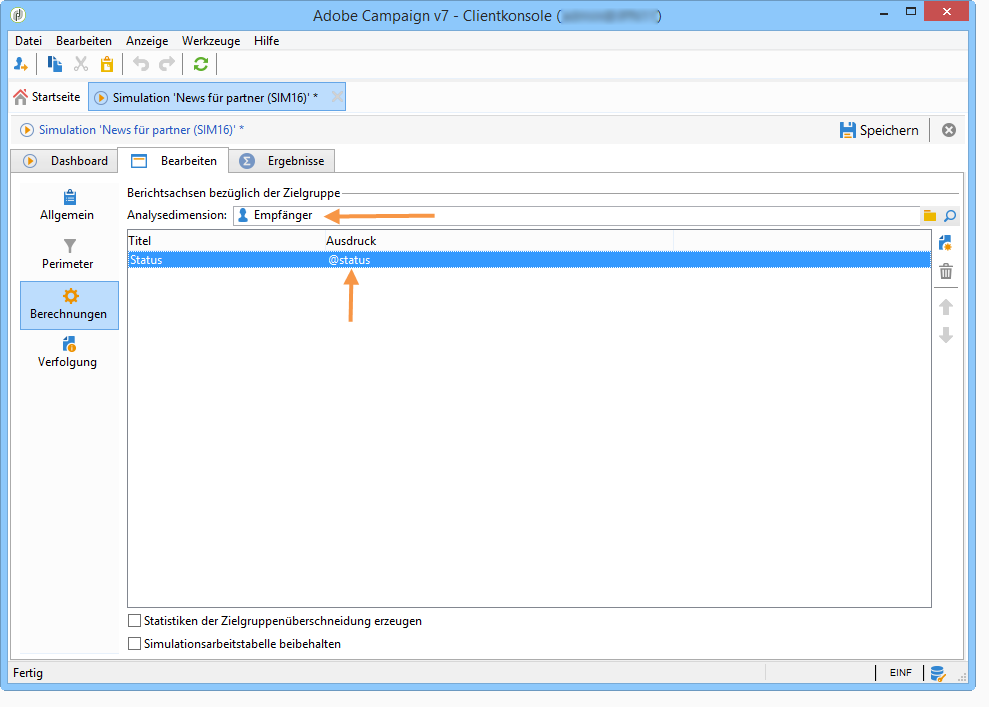 Adobe Campaign v7 - Clientkonsole ( )
Datei Bearbeiten Anzeige Werkzeuge Hilfe
Startseite Simulation 'News für partner (SIM16)' *
Simulation 'News für partner (SIM16)' * Speichern
Dashboard Bearbeiten Ergebnisse
Berichtsachsen bezüglich der Zielgruppe
Allgemein
Analysedimension: Empfänger
Titel Ausdruck
Status @status
Perimeter
Berechnungen
Verfolgung
Statistiken der Zielgruppenüberschneidung erzeugen
Simulationsarbeitstabelle beibehalten
Fertig EINF